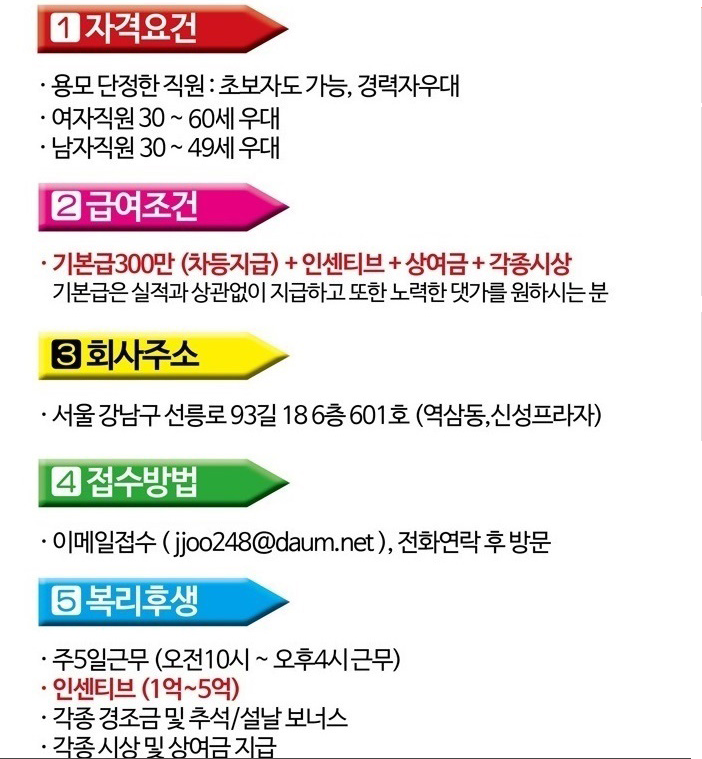 1 자격요건
· 용모 단정한 직원 : 초보자도 가능, 경력자우대
· 여자직원 30 ~ 60세 우대
· 남자직원 30 ~ 49세 우대
2 급여조건
· 기본급300만 (차등지급) + 인센티브 + 상여금 + 각종시상
기본급은 실적과 상관없이 지급하고 또한 노력한 댓가를 원하시는 분
3 회사주소
· 서울 강남구 선릉로 93길 18 6층 601호 (역삼동,신성프라자)
4 접수방법
· 이메일접수 ( jjoo248@daum.net ), 전화연락 후 방문
5 복리후생
· 주5일근무 (오전10시 ~ 오후4시 근무)
· 인센티브 (1억~5억)
· 각종 경조금 및 추석/설날 보너스
· 각종 시상 및 상여금 지급